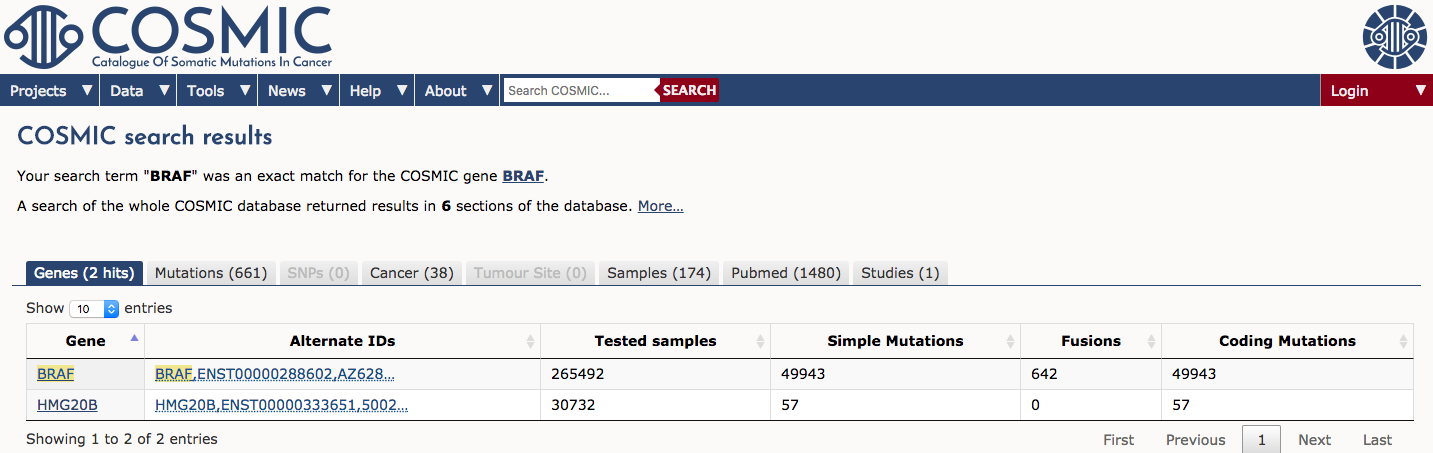 COSMIC
Catalogue Of Somatic Mutations In Cancer
Projects ▼ Data ▼ Tools ▼ News ▼ Help ▼ About ▼ Search COSMIC... SEARCH Login ▼
COSMIC search results
Your search term "BRAF" was an exact match for the COSMIC gene BRAF.
A search of the whole COSMIC database returned results in 6 sections of the database. More...
Genes (2 hits) Mutations (661) SNPs (0) Cancer (38) Tumour Site (0) Samples (174) Pubmed (1480) Studies (1)
Show 10 entries
Gene Alternate IDs Tested samples Simple Mutations Fusions Coding Mutations
BRAF BRAF,ENST00000288602,AZ628... 265492 49943 642 49943
HMG20B HMG20B,ENST00000333651,5002... 30732 57 0 57
Showing 1 to 2 of 2 entries First Previous 1 Next Last